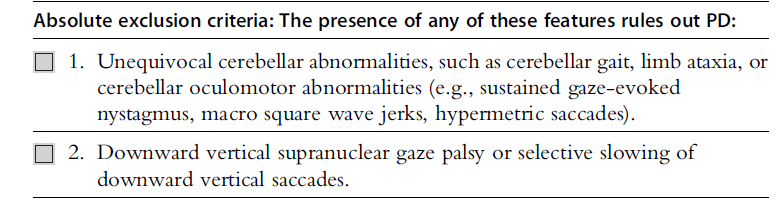 Absolute exclusion criteria: The presence of any of these features rules out PD:
1. Unequivocal cerebellar abnormalities, such as cerebellar gait, limb ataxia, or
cerebellar oculomotor abnormalities (e.g., sustained gaze-evoked
nystagmus, macro square wave jerks, hypermetric saccades).
2. Downward vertical supranuclear gaze palsy or selective slowing of
downward vertical saccades.